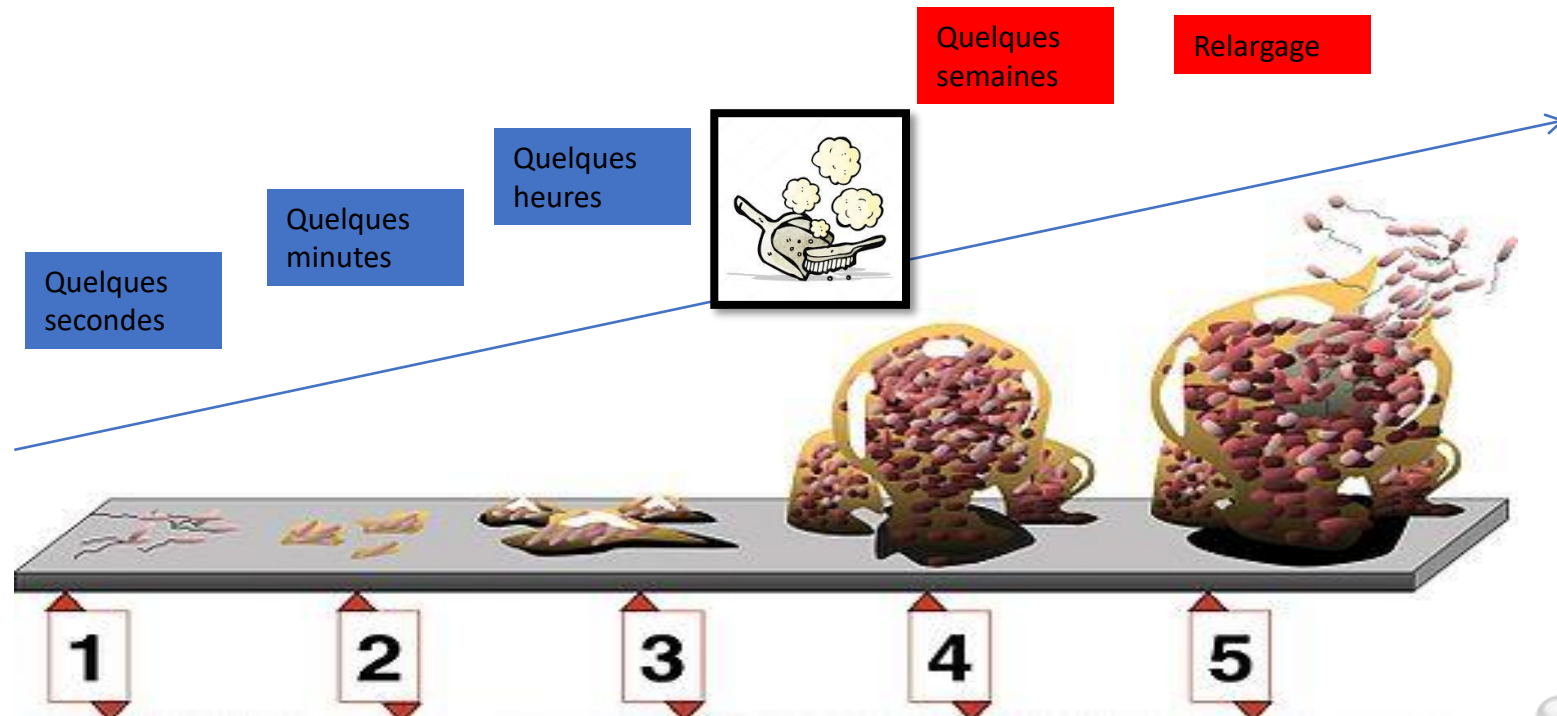 Quelques
semaines
Relargage
Quelques
heures
Quelques
minutes
Quelques
secondes
1
2
3
4
5